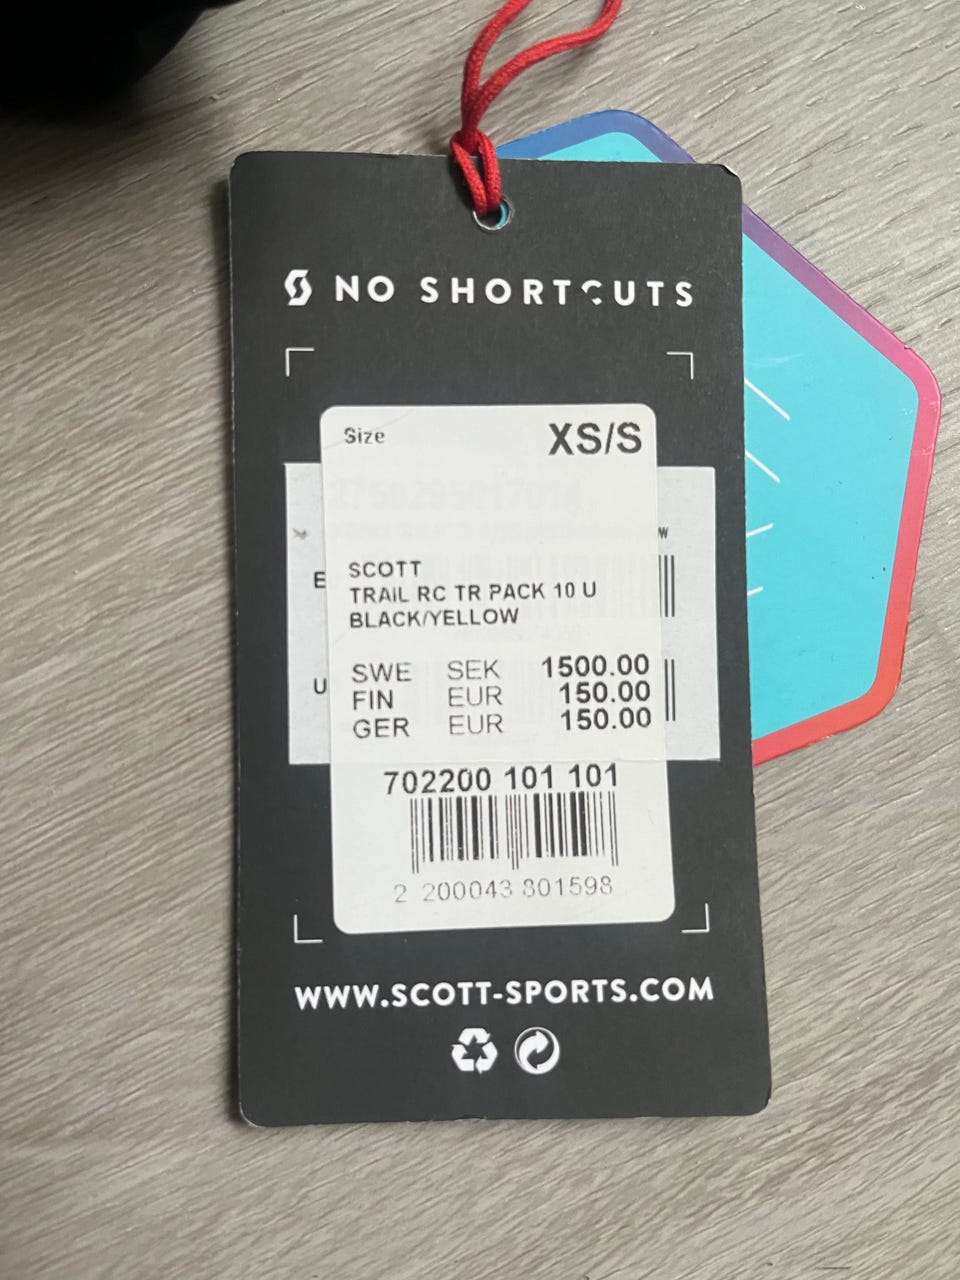 NO SHORTCUTS
Size XS/S
W
E
SCOTT
TRAIL RC TR PACK 10 U
BLACK/YELLOW
U
SWE SEK 1500.00
FIN EUR 150.00
GER EUR 150.00
702200 101 101
2 200043 801598
WWW.SCOTT-SPORTS.COM